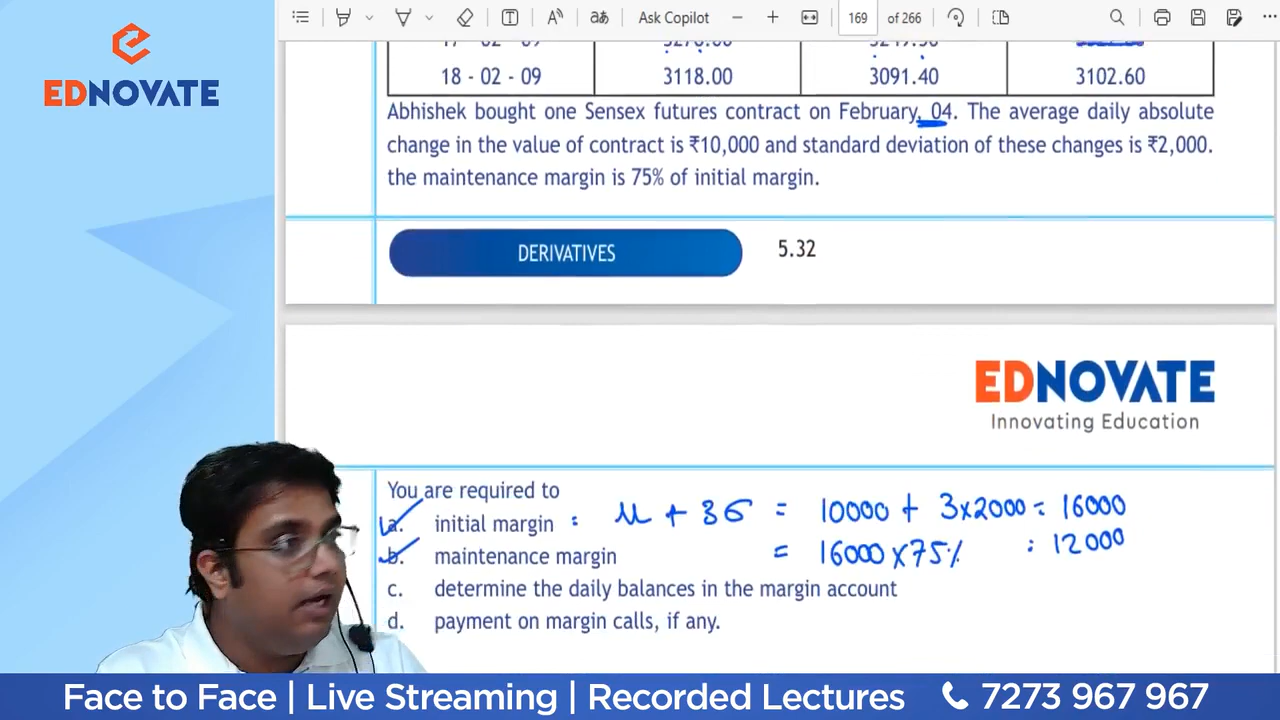 169 of 266
Ask Copilot
EDNOVATE
18 - 02 - 09 3118.00 3091.40 3102.60
Abhishek bought one Sensex futures contract on February, 04. The average daily absolute
change in the value of contract is ₹10,000 and standard deviation of these changes is ₹2,000.
the maintenance margin is 75% of initial margin.
DERIVATIVES 5.32
EDNOVATE
Innovating Education
You are required to
a. initial margin : μ + 3σ = 10000 + 3x2000 = 16000
b. maintenance margin = 16000 x 75% : 12000
c. determine the daily balances in the margin account
d. payment on margin calls, if any.
Face to Face | Live Streaming | Recorded Lectures 7273 967 967